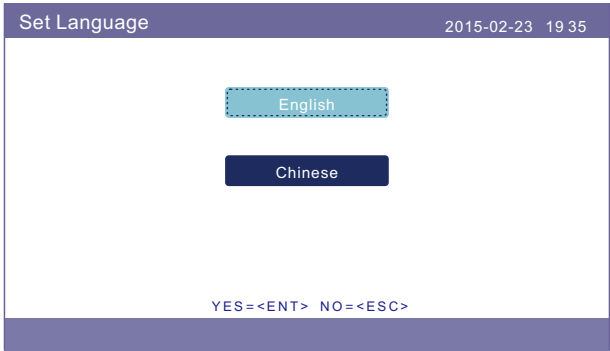 Set Language 2015-02-23 19 35
English
Chinese
YES=<ENT> NO=<ESC>